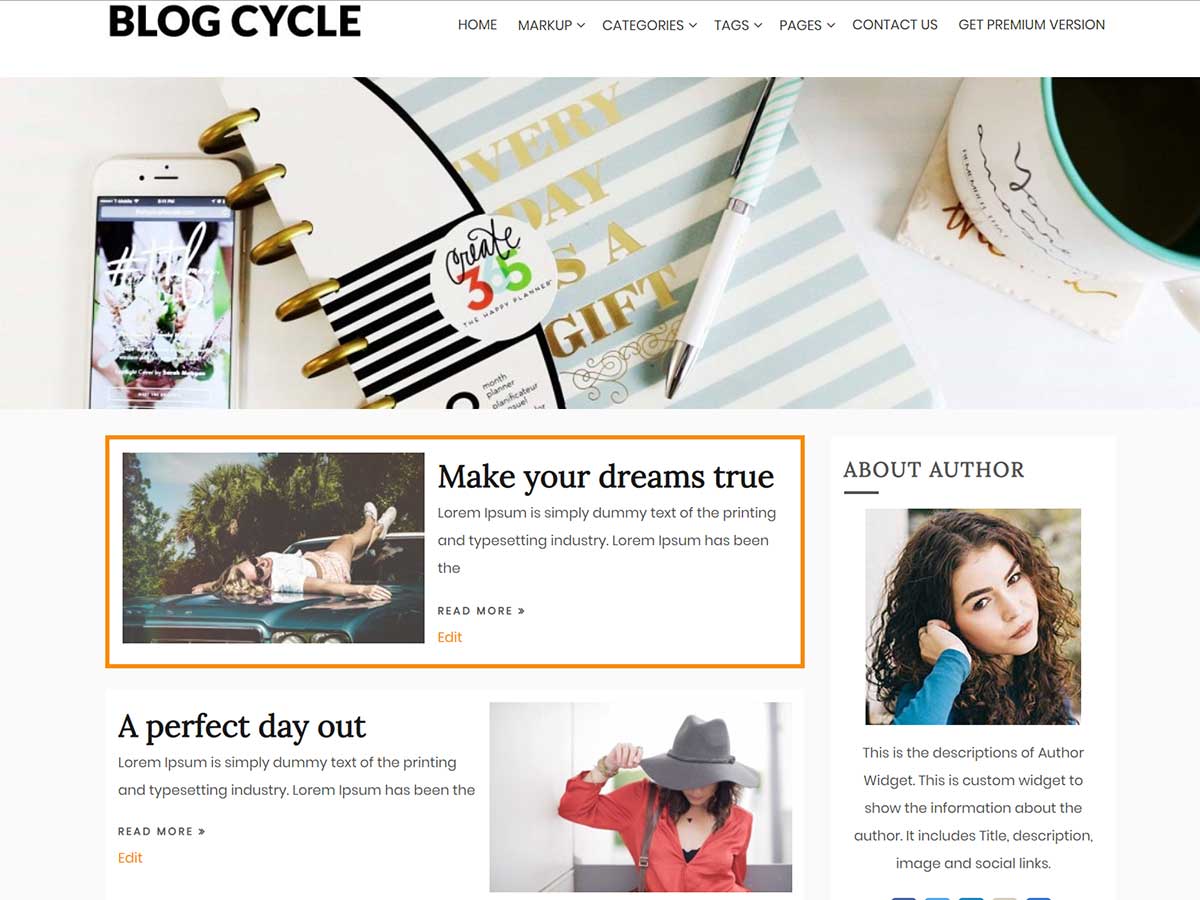 BLOG CYCLE
HOME MARKUP CATEGORIES TAGS PAGES CONTACT US GET PREMIUM VERSION
EVERY
DAY
IS A
GIFT
create
365
THE HAPPY PLANNER
month
planner
planificateur
Make your dreams true
Lorem Ipsum is simply dummy text of the printing
and typesetting industry. Lorem Ipsum has been
the
READ MORE »
Edit
A perfect day out
Lorem Ipsum is simply dummy text of the printing
and typesetting industry. Lorem Ipsum has been the
READ MORE »
Edit
ABOUT AUTHOR
This is the descriptions of Author
Widget. This is custom widget to
show the information about the
author. It includes Title, description,
image and social links.